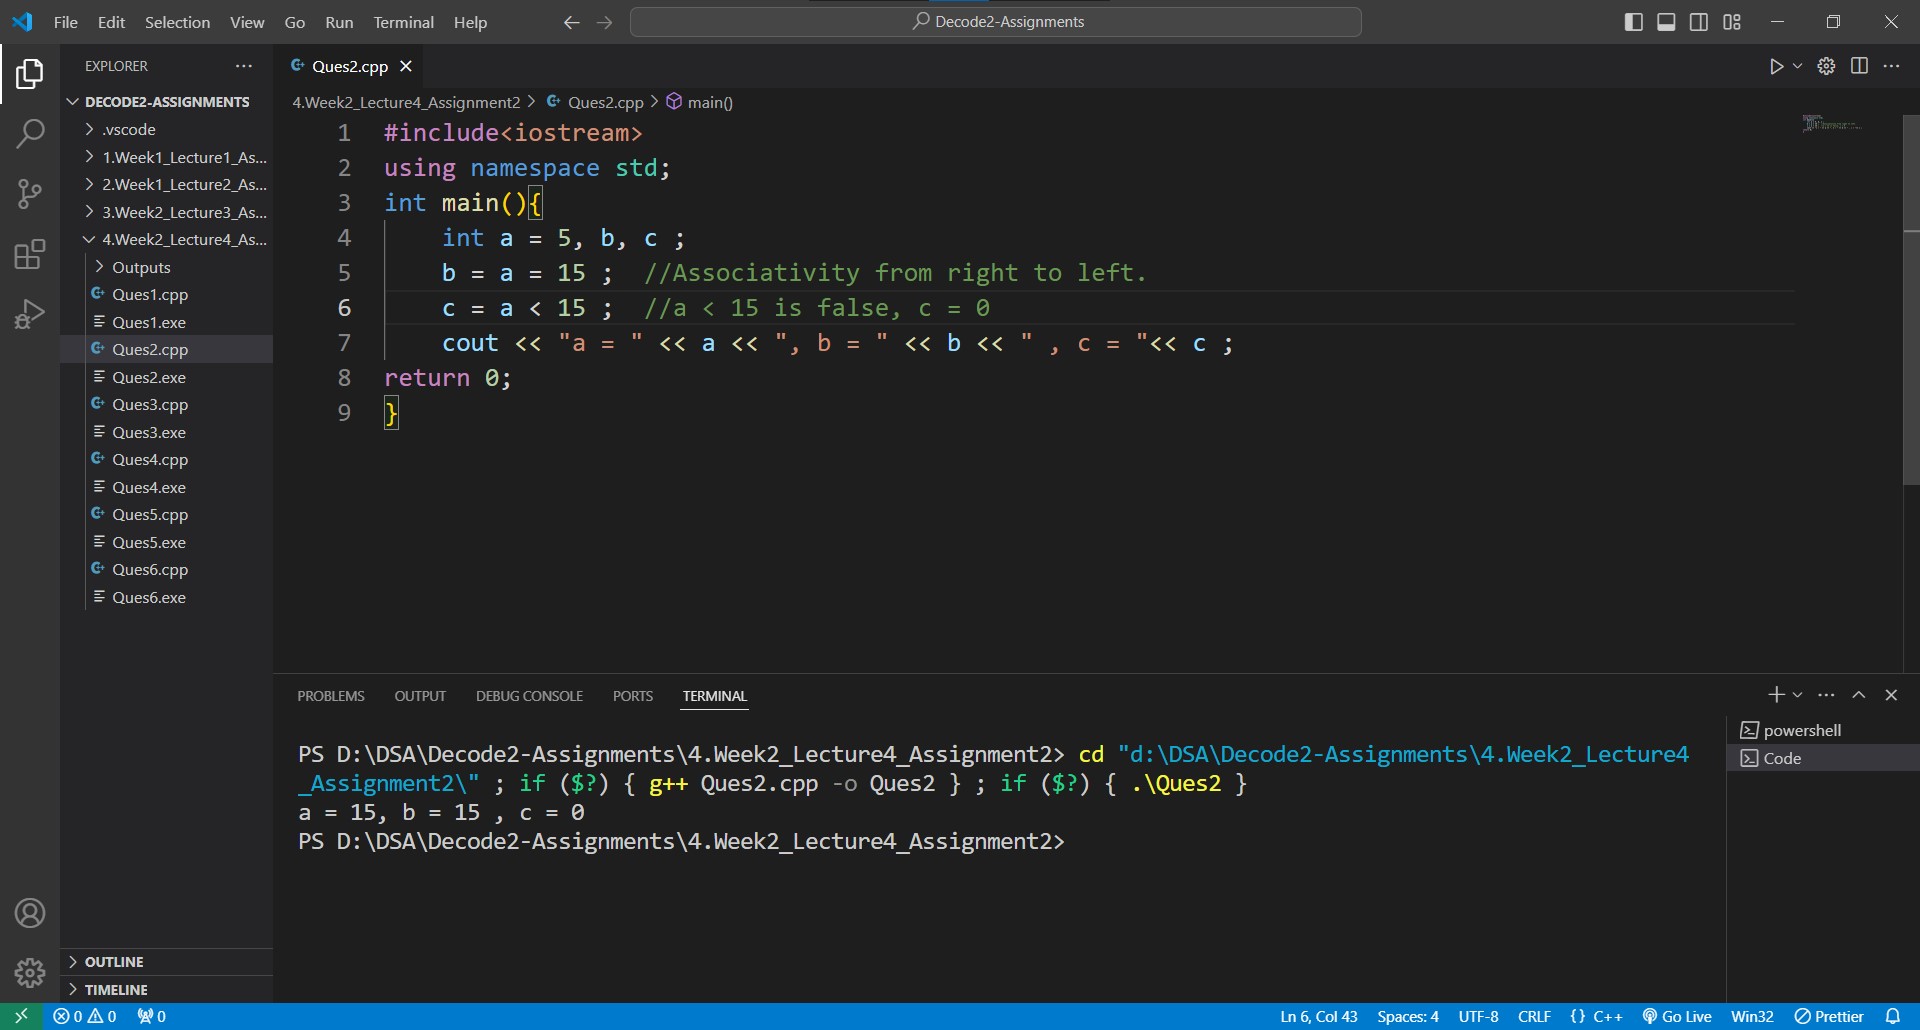 File Edit Selection View Go Run Terminal Help
Decode2-Assignments
EXPLORER
DECODE2-ASSIGNMENTS
.vscode
1.Week1_Lecture1_As...
2.Week1_Lecture2_As...
3.Week2_Lecture3_As...
4.Week2_Lecture4_As...
Outputs
Ques1.cpp
Ques1.exe
Ques2.cpp
Ques2.exe
Ques3.cpp
Ques3.exe
Ques4.cpp
Ques4.exe
Ques5.cpp
Ques5.exe
Ques6.cpp
Ques6.exe
OUTLINE
TIMELINE
Ques2.cpp
4.Week2_Lecture4_Assignment2 > Ques2.cpp > main()
1 #include<iostream>
2 using namespace std;
3 int main(){
4 int a = 5, b, c ;
5 b = a = 15 ; //Associativity from right to left.
6 c = a < 15 ; //a < 15 is false, c = 0
7 cout << "a = " << a << ", b = " << b << " , c = "<< c ;
8 return 0;
9 }
PROBLEMS OUTPUT DEBUG CONSOLE PORTS TERMINAL
PS D:\DSA\Decode2-Assignments\4.Week2_Lecture4_Assignment2> cd "d:\DSA\Decode2-Assignments\4.Week2_Lecture4
_Assignment2\" ; if ($?) { g++ Ques2.cpp -o Ques2 } ; if ($?) { .\Ques2 }
a = 15, b = 15 , c = 0
PS D:\DSA\Decode2-Assignments\4.Week2_Lecture4_Assignment2>
powershell
Code
0 0 0 Ln 6, Col 43 Spaces: 4 UTF-8 CRLF {} C++ Go Live Win32 Prettier